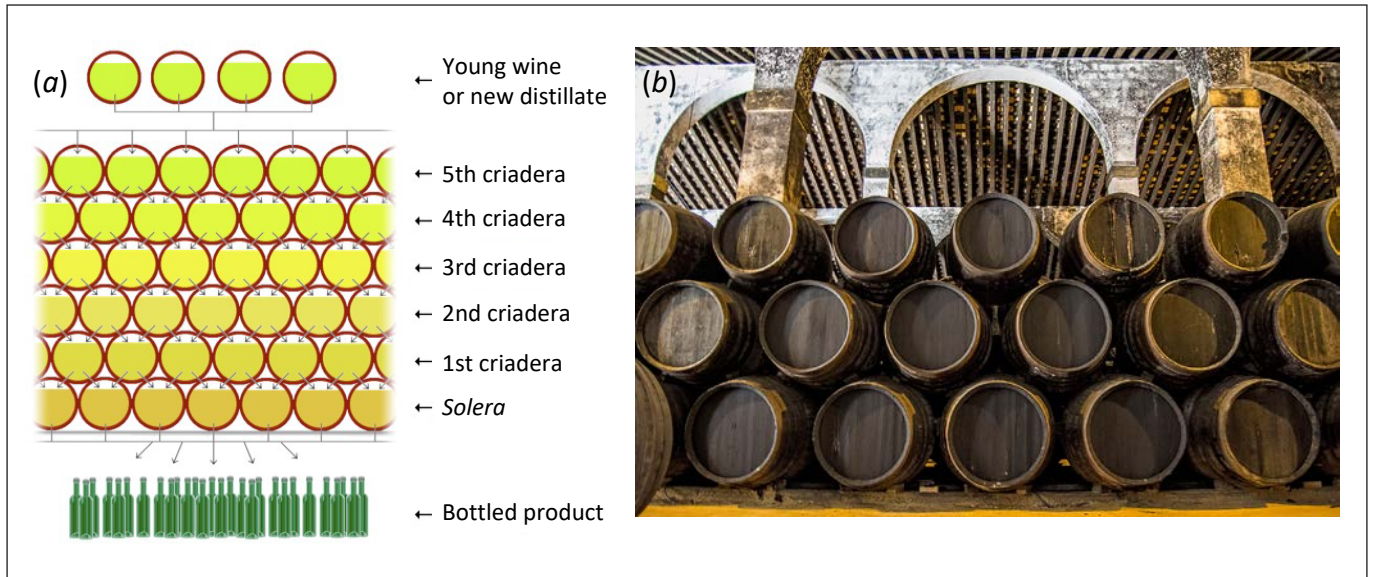 (a)
← Young wine
or new distillate
← 5th criadera
← 4th criadera
← 3rd criadera
← 2nd criadera
← 1st criadera
← Solera
← Bottled product
(b)